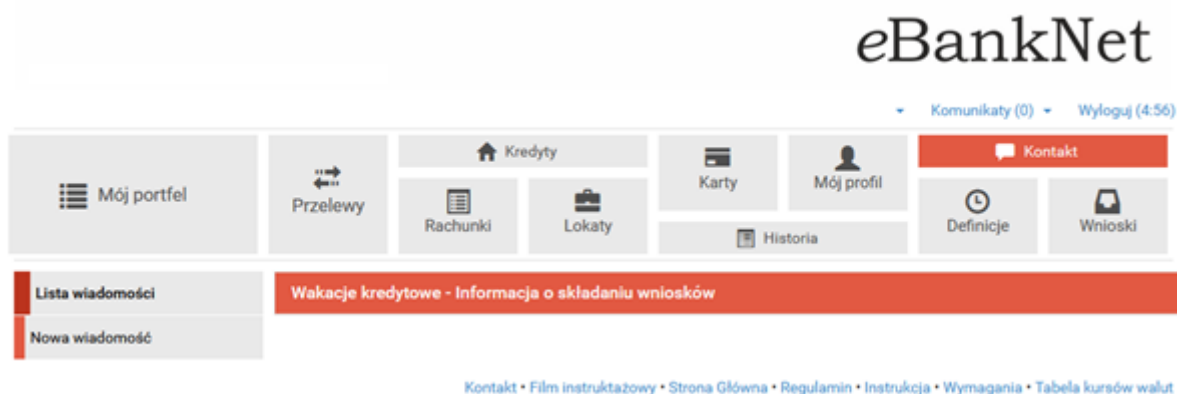 eBankNet
Komunikaty (0) Wyloguj (4:56)
Mój portfel
Przelewy
Kredyty
Rachunki
Lokaty
Karty
Mój profil
Historia
Kontakt
Definicje
Wnioski
Lista wiadomości
Nowa wiadomość
Wakacje kredytowe - Informacja o składaniu wniosków
Kontakt • Film instruktażowy • Strona Główna • Regulamin • Instrukcja • Wymagania • Tabela kursów walut